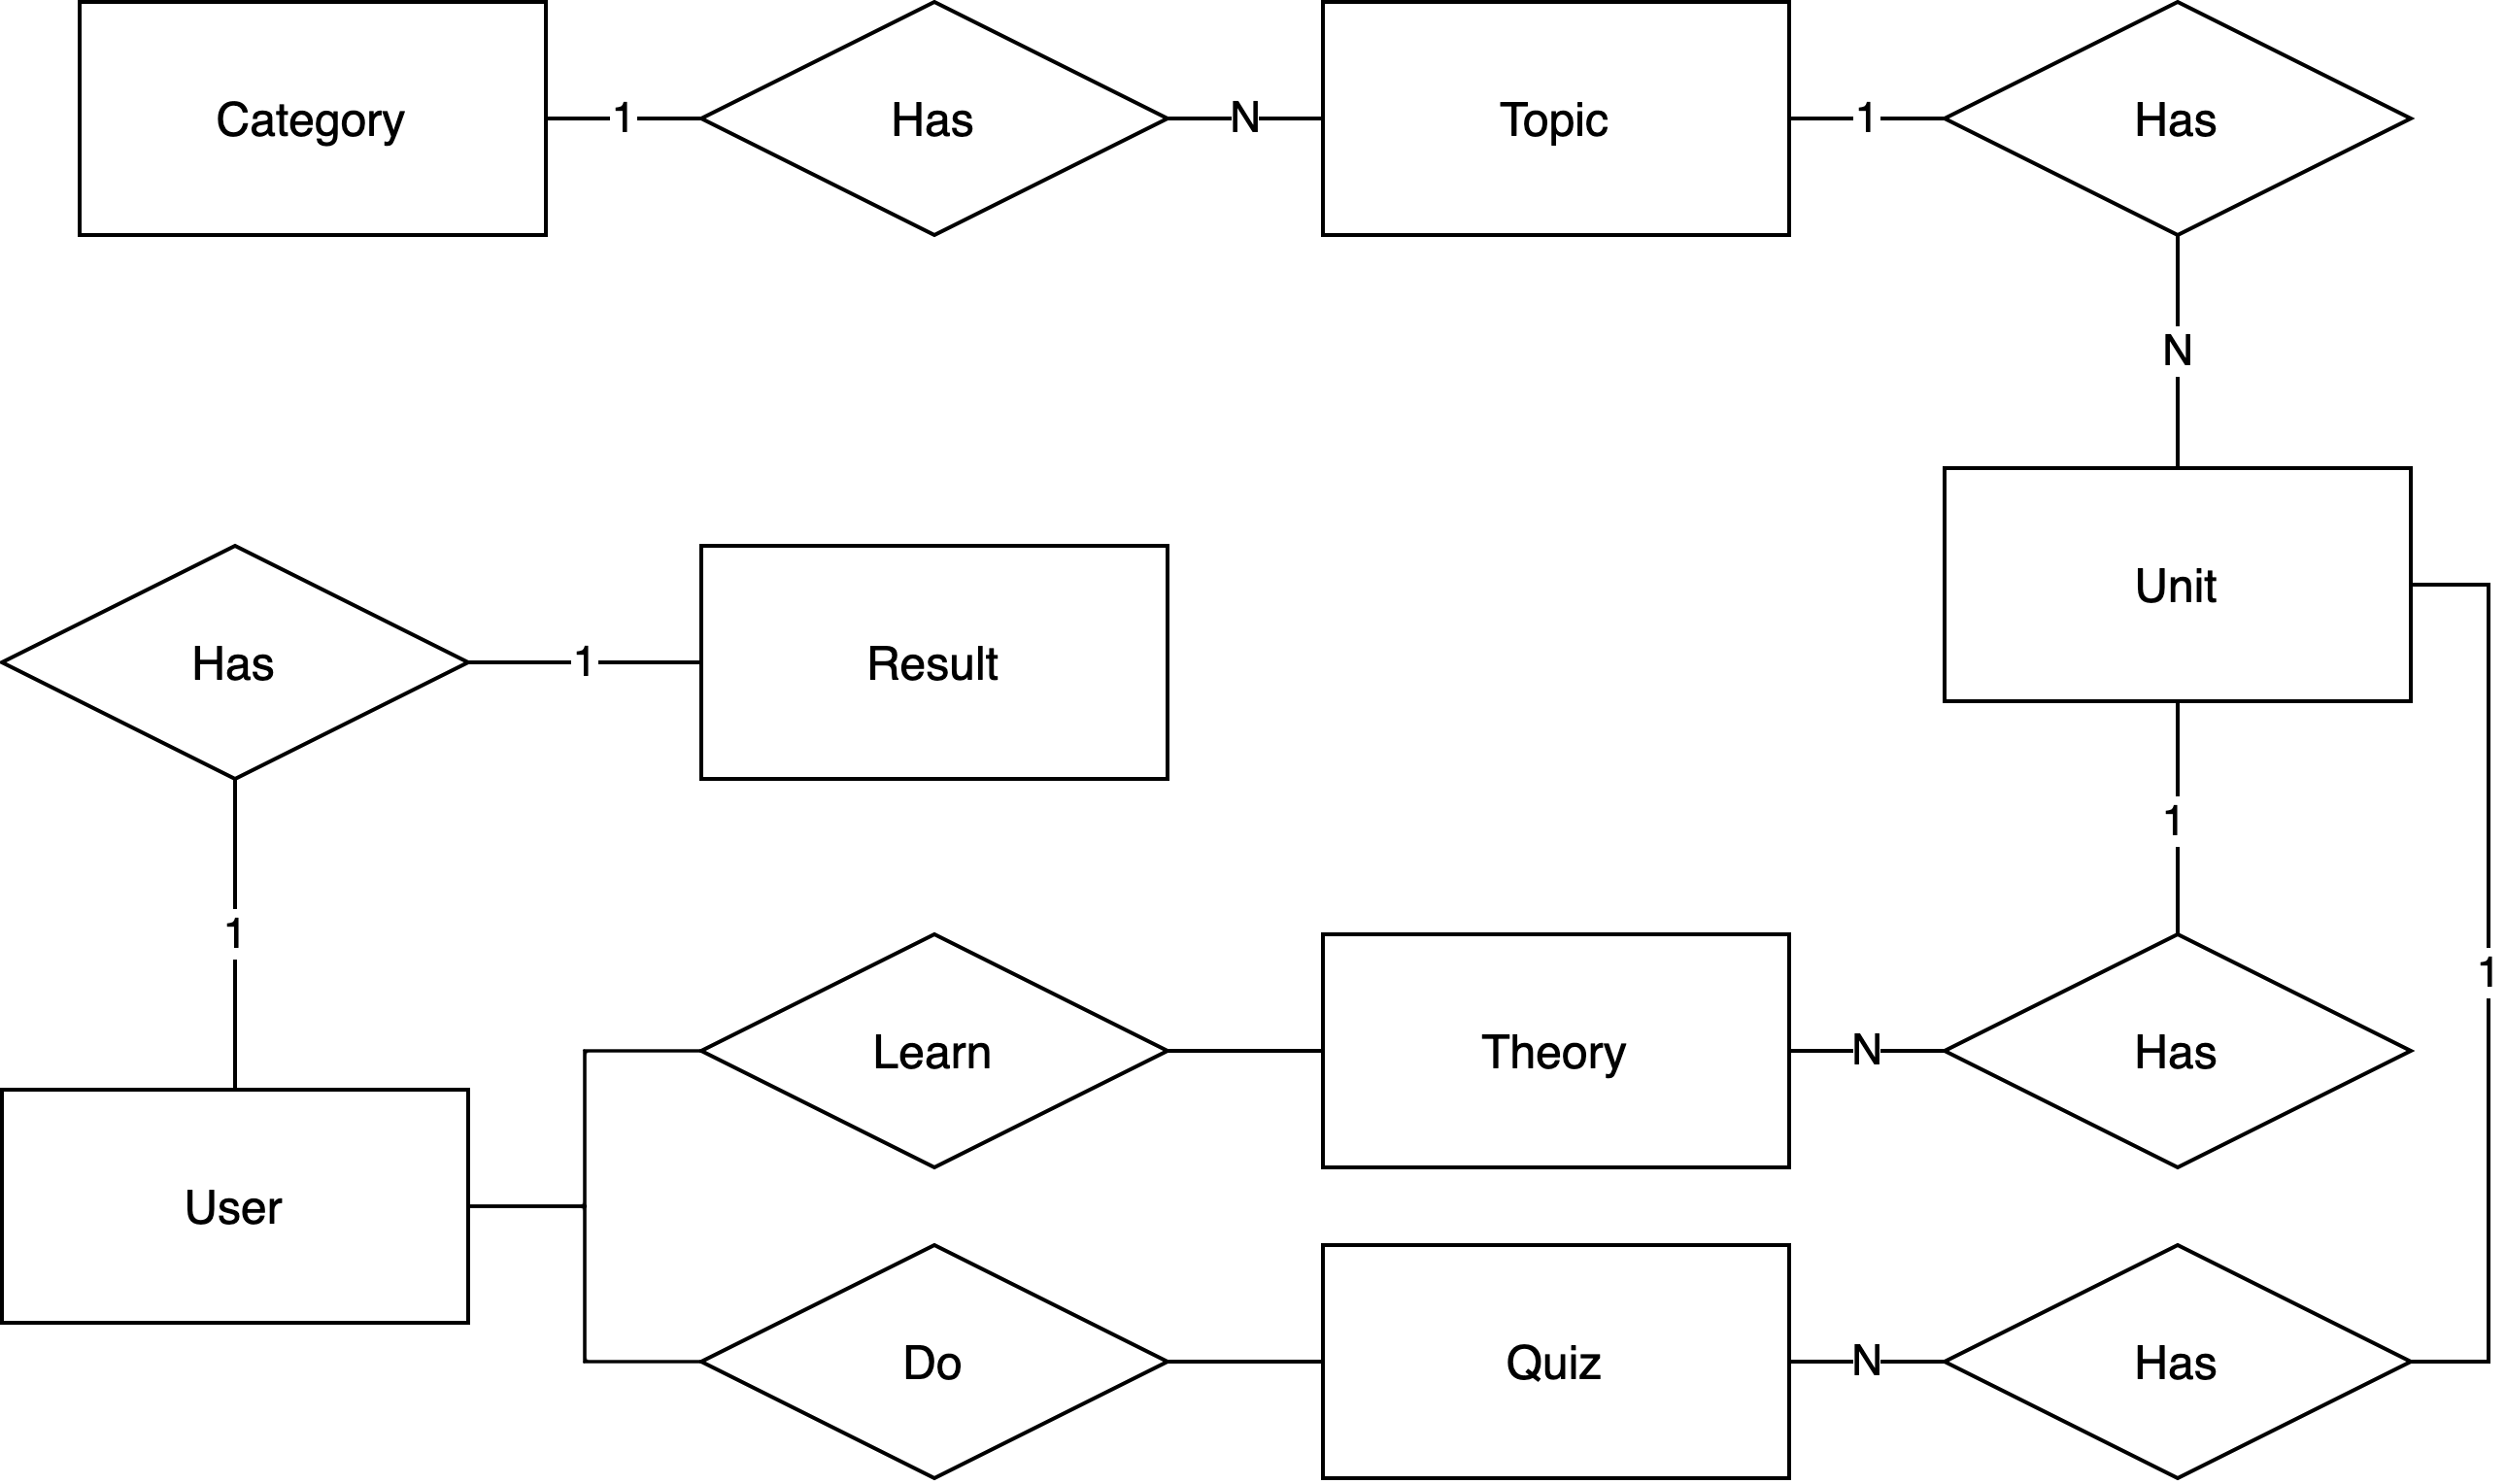 Category
1
Has
N
Topic
1
Has
N
Unit
Has
1
Result
1
1
Learn
Theory
N
Has
1
User
Do
Quiz
N
Has